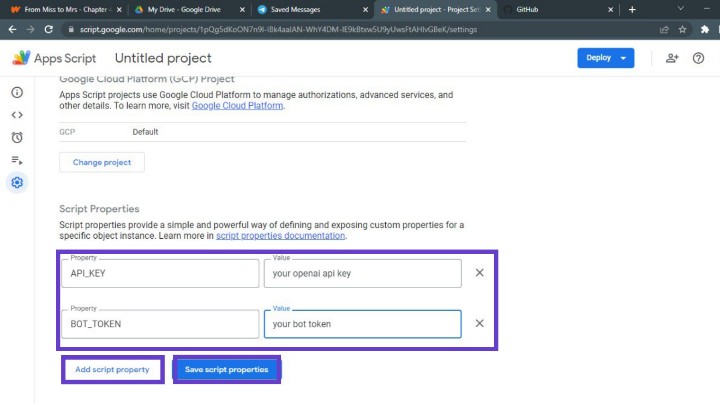 From Miss to Mrs - Chapter
My Drive - Google Drive
Saved Messages
Untitled project - Project Set
GitHub
script.google.com/home/projects/
/settings
Apps Script
Untitled project
Deploy
Google Cloud Platform (GCP) Project
Apps Script projects use Google Cloud Platform to manage authorizations, advanced services, and
other details. To learn more, visit Google Cloud Platform.
GCP Default
Change project
Script Properties
Script properties provide a simple and powerful way of defining and exposing custom properties for a
specific object instance. Learn more in script properties documentation.
Property Value
API_KEY your openai api key
Property Value
BOT_TOKEN your bot token
Add script property Save script properties